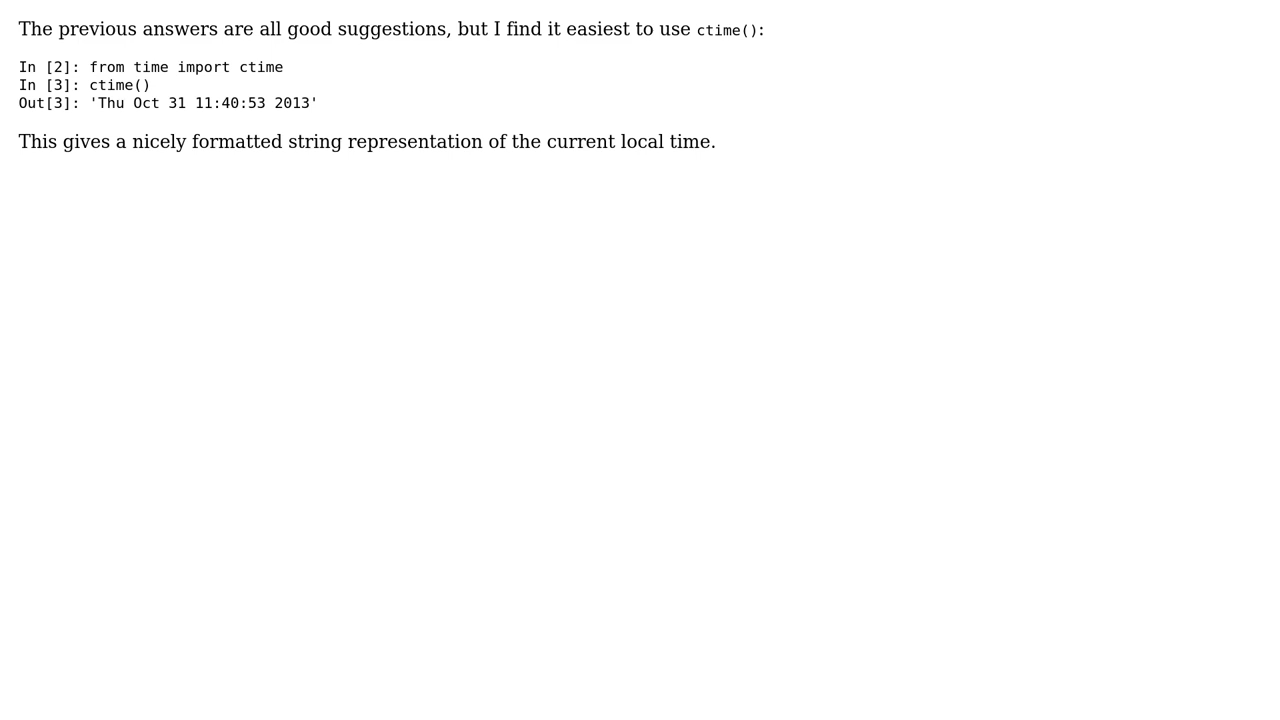 The previous answers are all good suggestions, but I find it easiest to use ctime():
In [2]: from time import ctime
In [3]: ctime()
Out[3]: 'Thu Oct 31 11:40:53 2013'
This gives a nicely formatted string representation of the current local time.